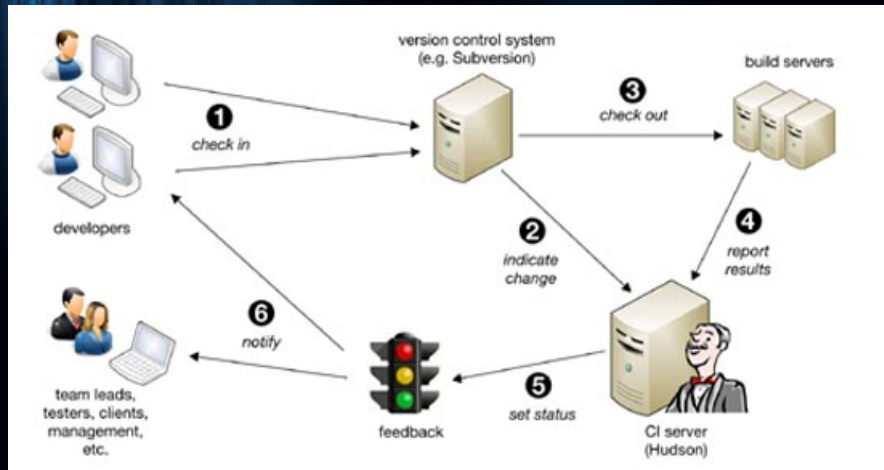 version control system
(e.g. Subversion)
build servers
1
check in
3
check out
developers
2
indicate
change
4
report
results
6
notify
5
set status
team leads,
testers, clients,
management,
etc.
feedback
CI server
(Hudson)